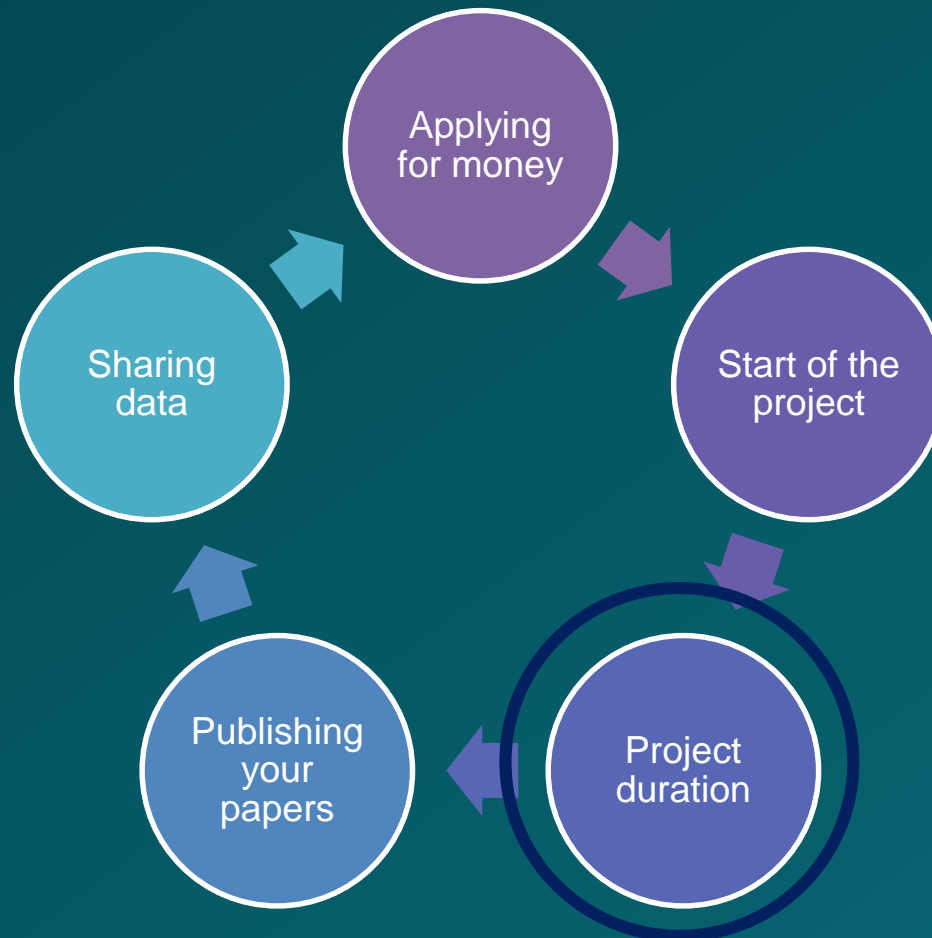 Applying
for money
Start of the
project
Project
duration
Publishing
your
papers
Sharing
data